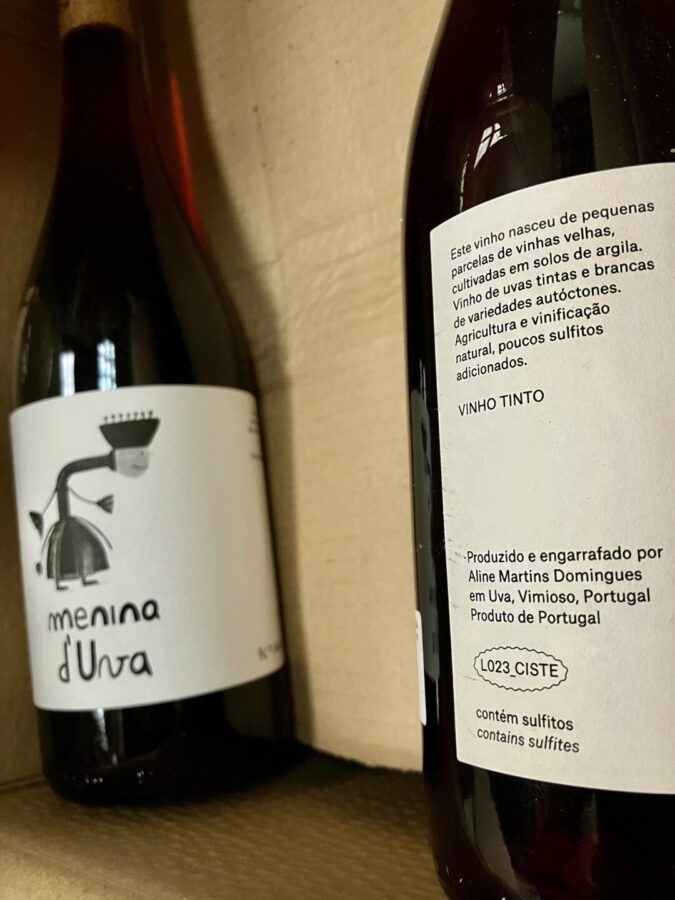 menina
d'Uva
Este vinho nasceu de pequenas
parcelas de vinhas velhas,
cultivadas em solos de argila.
Vinho de uvas tintas e brancas
de variedades autóctones.
Agricultura e vinificação
natural, poucos sulfitos
adicionados.
VINHO TINTO
Produzido e engarrafado por
Aline Martins Domingues
em Uva, Vimioso, Portugal
Produto de Portugal
L023_CISTE
contém sulfitos
contains sulfites